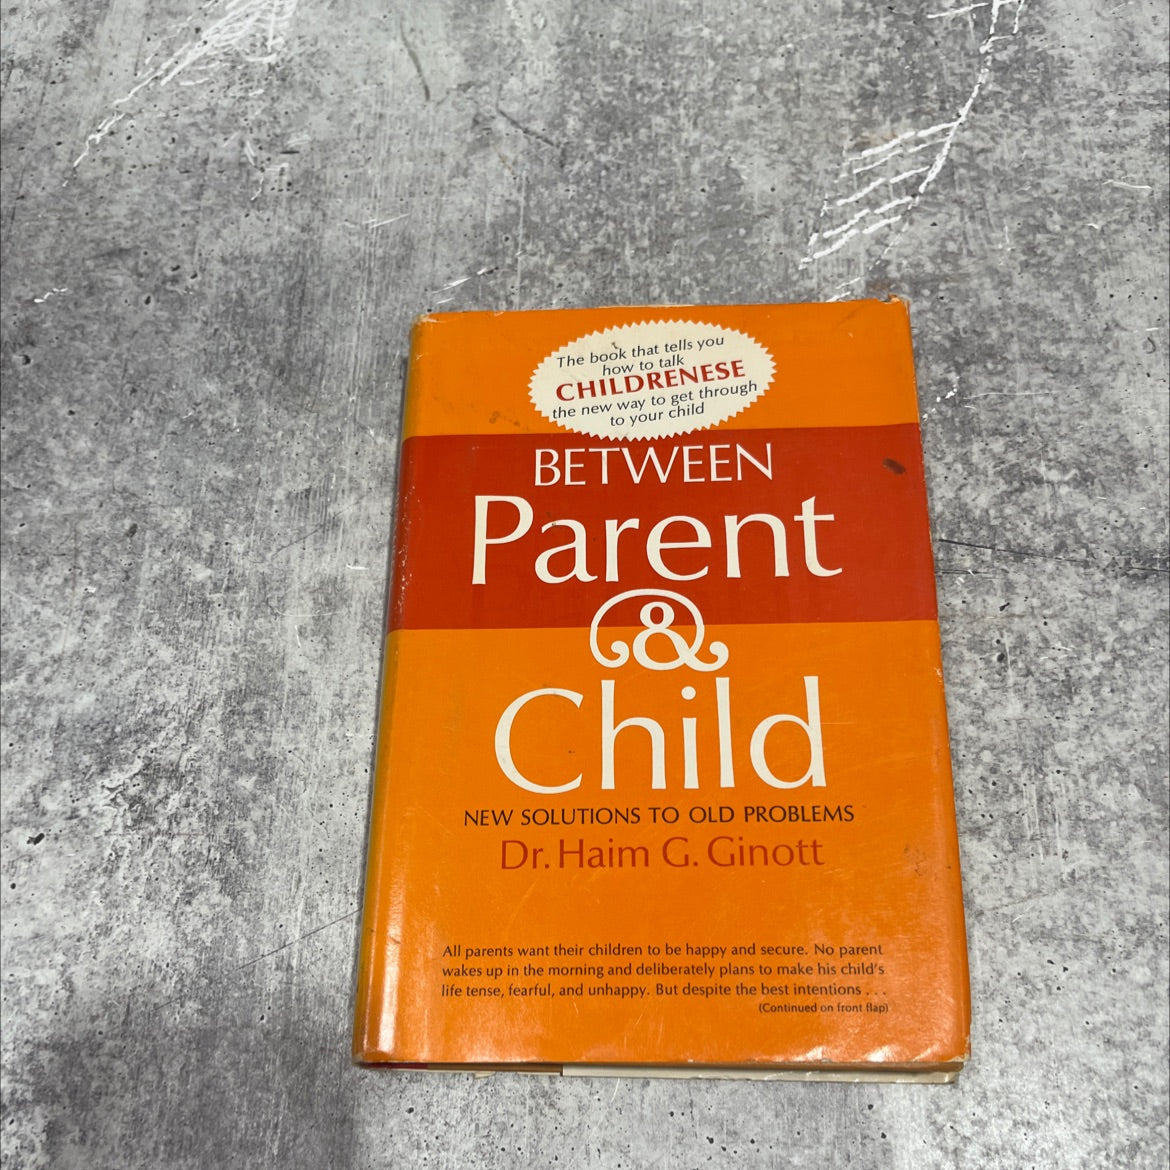 The book that tells you
how to talk
CHILDRENESE
the new way to get through
to your child
BETWEEN
Parent
&
Child
NEW SOLUTIONS TO OLD PROBLEMS
Dr. Haim G. Ginott
All parents want their children to be happy and secure. No parent
wakes up in the morning and deliberately plans to make his child's
life tense, fearful, and unhappy. But despite the best intentions . . .
(Continued on front flap)